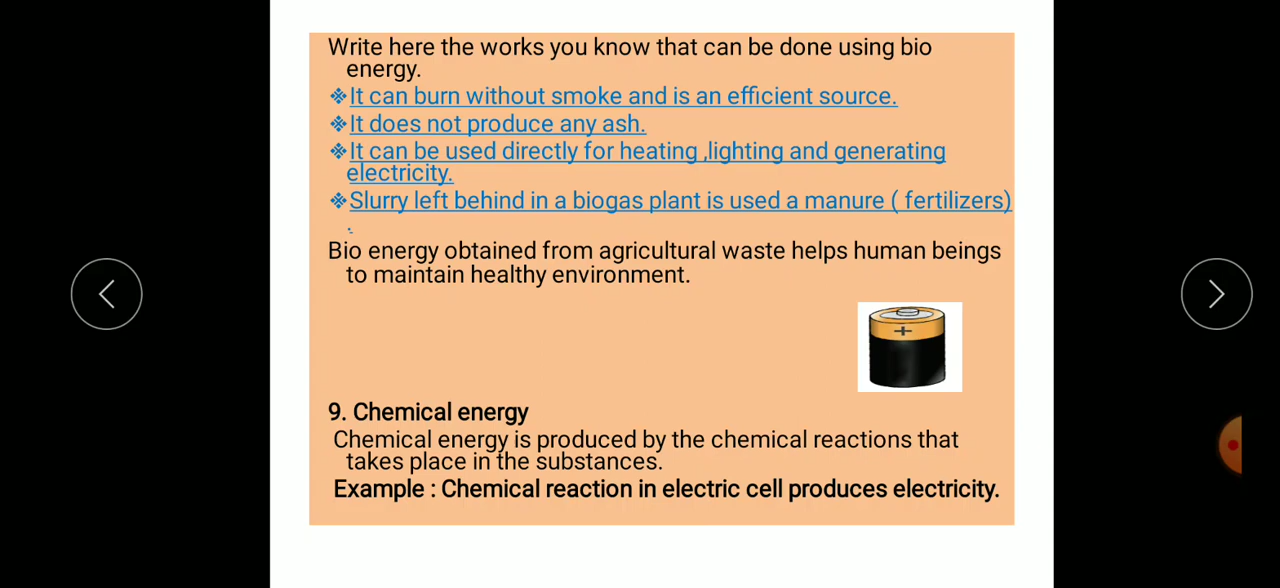 Write here the works you know that can be done using bio
energy.
❖It can burn without smoke and is an efficient source.
❖It does not produce any ash.
❖It can be used directly for heating ,lighting and generating
electricity.
❖Slurry left behind in a biogas plant is used a manure ( fertilizers)
.
Bio energy obtained from agricultural waste helps human beings
to maintain healthy environment.
+
9. Chemical energy
Chemical energy is produced by the chemical reactions that
takes place in the substances.
Example : Chemical reaction in electric cell produces electricity.